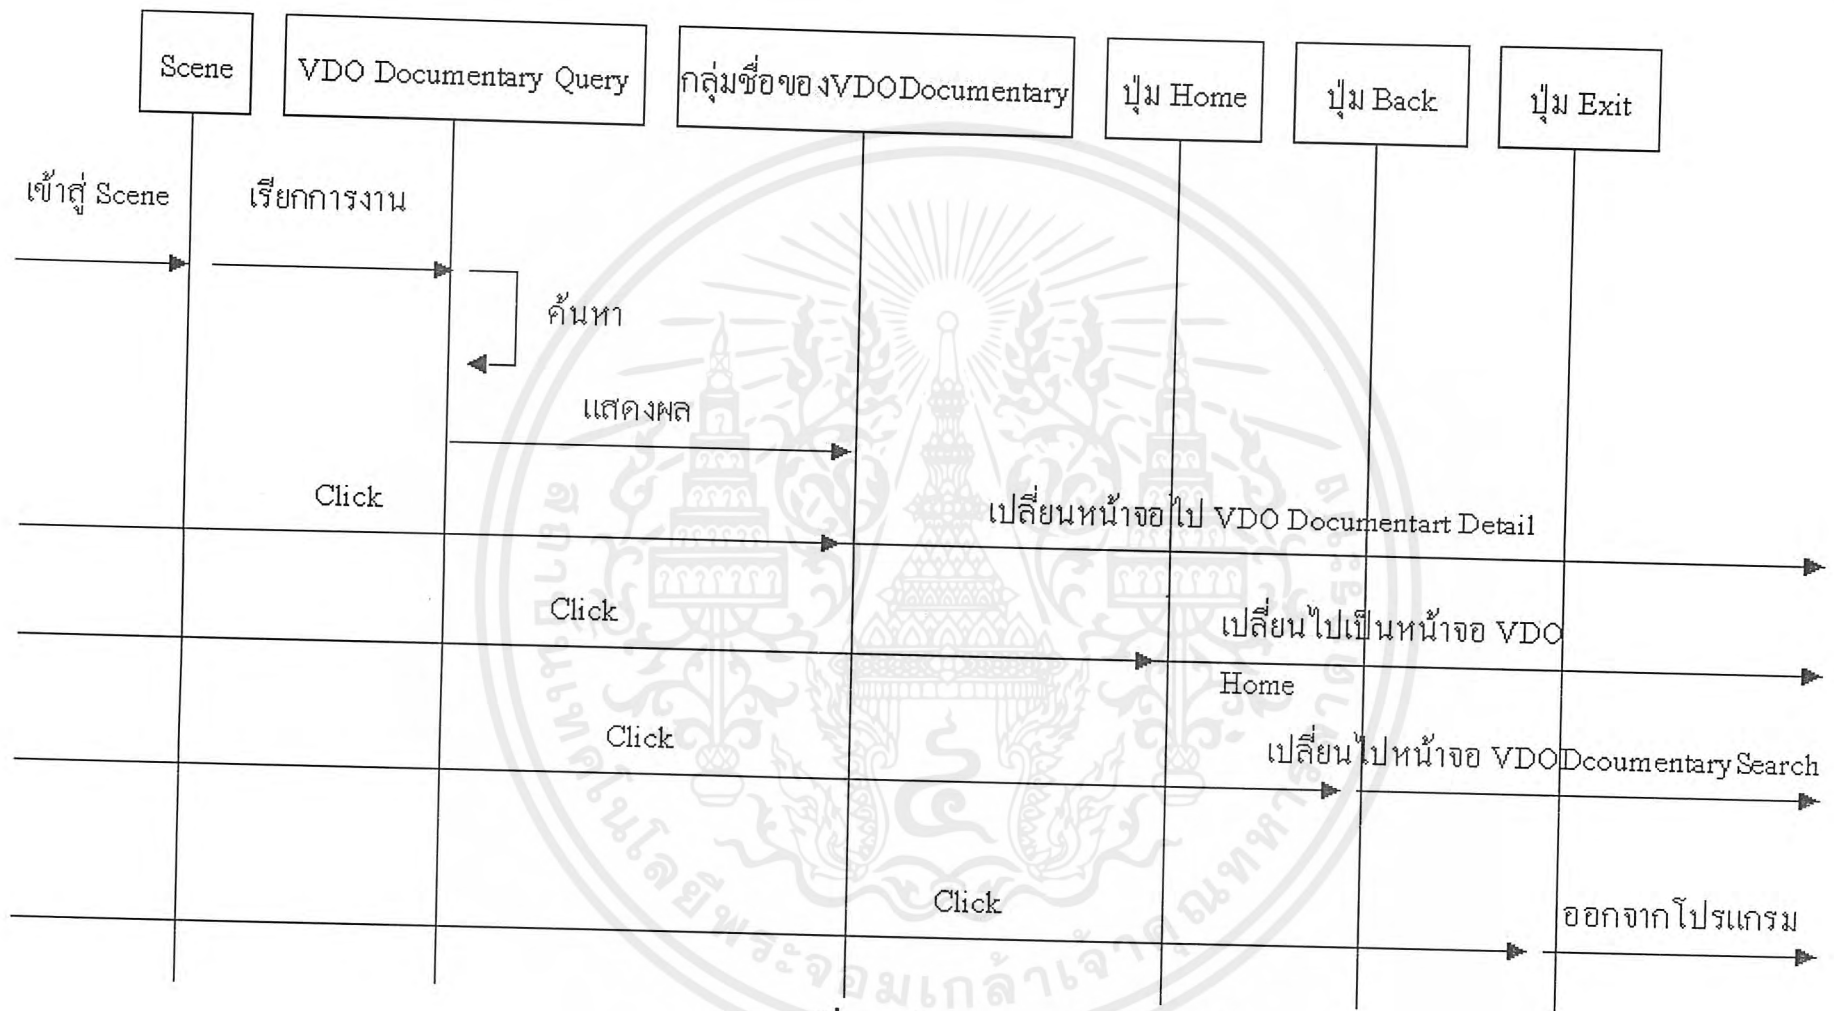 Scene
VDO Documentary Query
กลุ่มชื่อของVDODocumentary
ปุ่ม Home
ปุ่ม Back
ปุ่ม Exit
เข้าสู่ Scene
เรียกการงาน
ค้นหา
แสดงผล
Click
เปลี่ยนหน้าจอไป VDO Documentart Detail
Click
เปลี่ยนไปเป็นหน้าจอ VDO
Home
Click
เปลี่ยนไปหน้าจอ VDODcoumentary Search
Click
ออกจากโปรแกรม